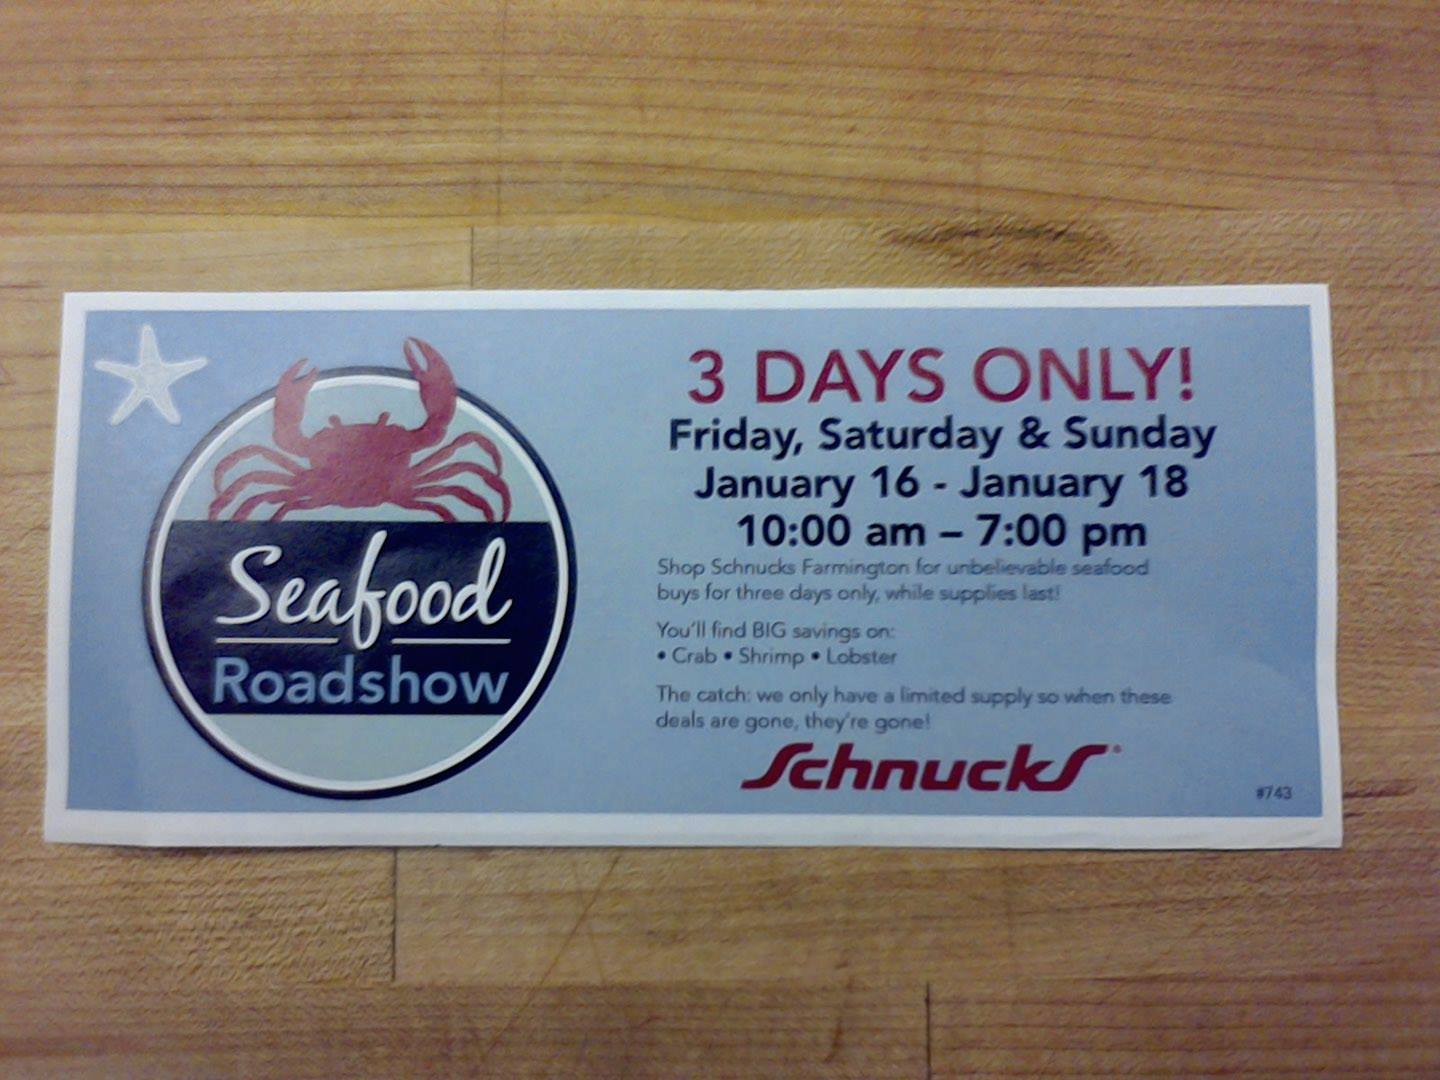 Seafood
Roadshow
3 DAYS ONLY!
Friday, Saturday & Sunday
January 16 - January 18
10:00 am – 7:00 pm
Shop Schnucks Farmington for unbelievable seafood
buys for three days only, while supplies last!
You'll find BIG savings on:
• Crab • Shrimp • Lobster
The catch: we only have a limited supply so when these
deals are gone, they're gone!
Schnucks®
#743